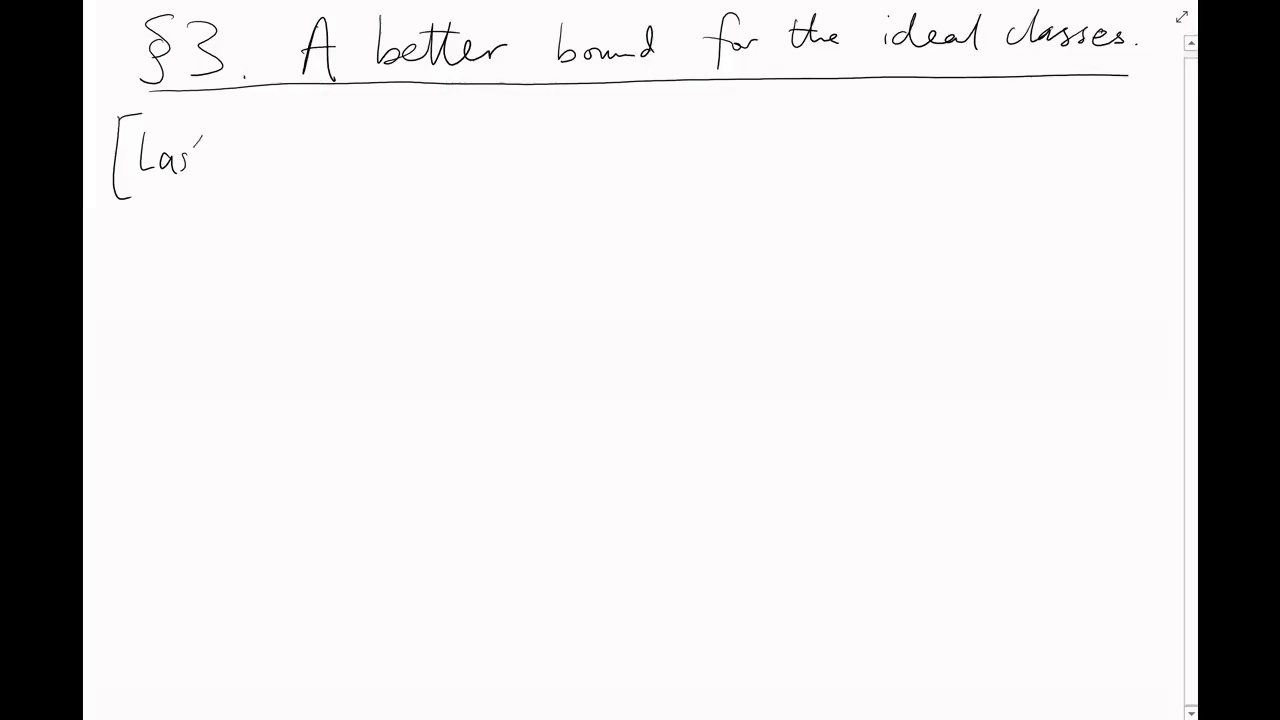 §3. A better bound for the ideal classes.
[Las